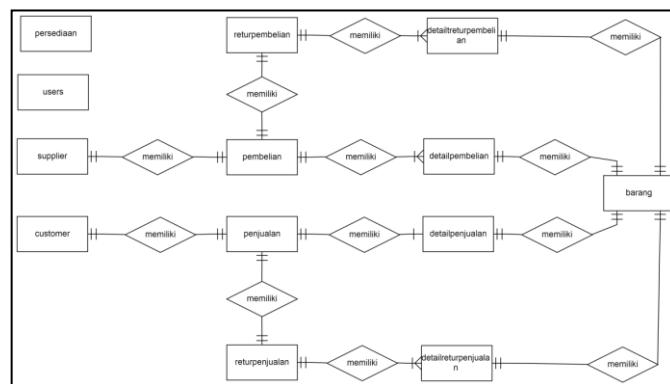 persediaan
returpembelian
memiliki
detailtreturpembeli
an
memiliki
users
memiliki
supplier
memiliki
pembelian
memiliki
detailpembelian
memiliki
barang
customer
memiliki
penjualan
memiliki
detailpenjualan
memiliki
memiliki
returpenjualan
memiliki
detailreturpenjuala
n
memiliki